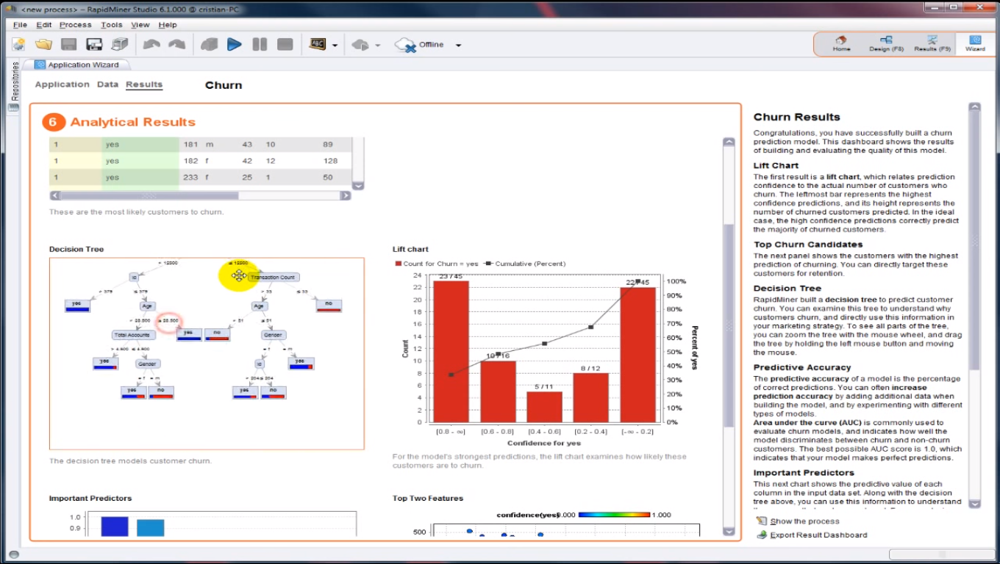 <new process> – RapidMiner Studio 6.1.000 @ cristian-PC
File Edit Process Tools View Help
Offline
Home Design (F8) Results (F9) Wizard
Repositories
Application Wizard
Application Data Results Churn
6 Analytical Results
1 yes 181 m 43 10 89
1 yes 182 f 42 12 128
1 yes 233 f 25 1 50
These are the most likely customers to churn.
Decision Tree
> 12200 ≤ 12200
Id Transaction Count
> 379 ≤ 379 > 33 ≤ 33
yes Age Age no
> 28.500 ≤ 28.500 > 31 ≤ 31
Total Accounts yes no Gender
> 4.500 ≤ 4.500 = f = m
yes Gender Id yes
= f = m > 204 ≤ 204
yes no yes no
The decision tree models customer churn.
Lift chart
Count for Churn = yes Cumulative (Percent)
24
22
20
18
16
14
12
10
8
6
4
2
0
Count
23 / 45
10 / 16
5 / 11
8 / 12
22 / 45
100%
90%
80%
70%
60%
50%
40%
30%
20%
10%
0%
Percent of yes
[0.8 - ∞] [0.6 - 0.8] [0.4 - 0.6] [0.2 - 0.4] [-∞ - 0.2]
Confidence for yes
For the model's strongest predictions, the lift chart examines how likely these
customers are to churn.
Important Predictors
1.0
0.9
Top Two Features
confidence(yes) 0.000 1.000
500
Churn Results
Congratulations, you have successfully built a churn
prediction model. This dashboard shows the results
of building and evaluating the quality of this model.
Lift Chart
The first result is a lift chart, which relates prediction
confidence to the actual number of customers who
churn. The leftmost bar represents the highest
confidence predictions, and its height represents the
number of churned customers predicted. In the ideal
case, the high confidence predictions correctly predict
the majority of churned customers.
Top Churn Candidates
The next panel shows the customers with the highest
prediction of churning. You can directly target these
customers for retention.
Decision Tree
RapidMiner built a decision tree to predict customer
churn. You can examine this tree to understand why
customers churn, and directly use this information in
your marketing strategy. To see all parts of the tree,
you can zoom the tree with the mouse wheel, and drag
the tree by holding the left mouse button and moving
the mouse.
Predictive Accuracy
The predictive accuracy of a model is the percentage
of correct predictions. You can often increase
prediction accuracy by adding additional data when
building the model, and by experimenting with different
types of models.
Area under the curve (AUC) is commonly used to
evaluate churn models, and indicates how well the
model discriminates between churn and non-churn
customers. The best possible AUC score is 1.0, which
indicates that your model makes perfect predictions.
Important Predictors
This next chart shows the predictive value of each
column in the input data set. Along with the decision
tree above, you can use this information to understand
Show the process
Export Result Dashboard